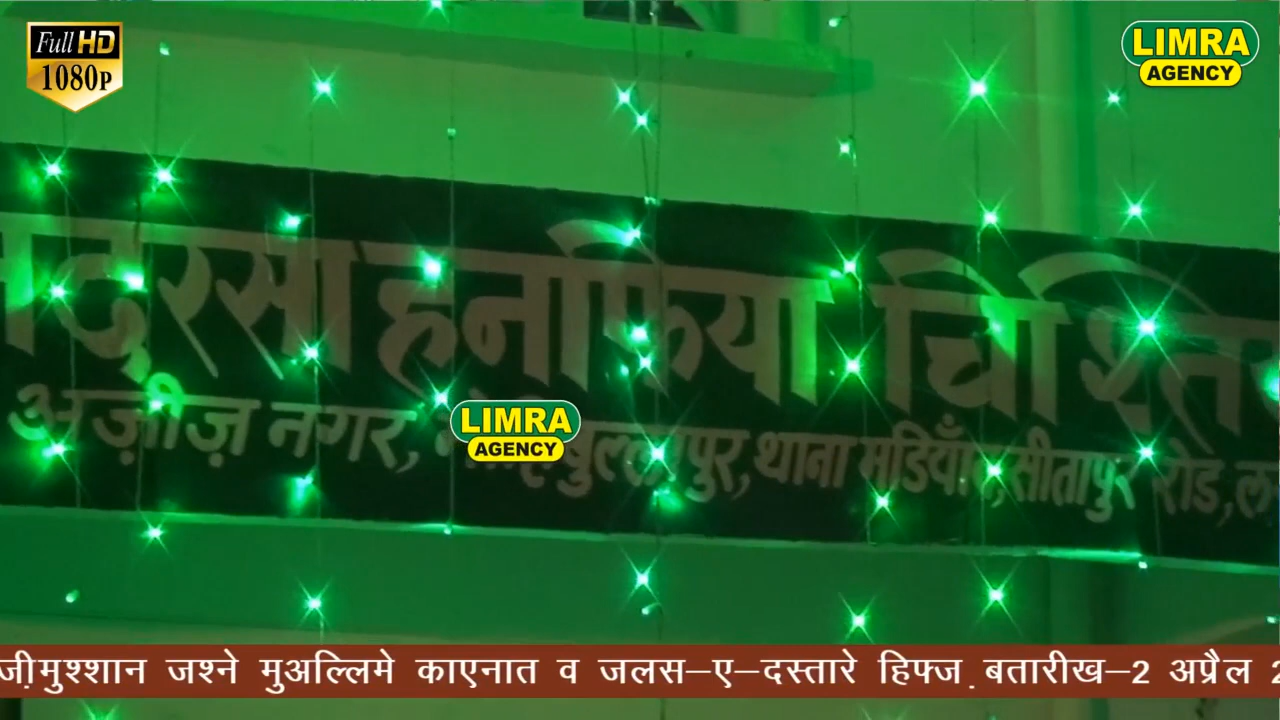 Full HD
1080P
LIMRA
AGENCY
मदरसा हनफिया चिश्तिया
अज़ीज़ नगर, थाना मडियाँव, सीतापुर रोड,
LIMRA
AGENCY
जी़मुश्शान जश्ने मुअल्लिमे काएनात व जलस–ए–दस्तारे हिफ्ज़ बतारीख–2 अप्रैल